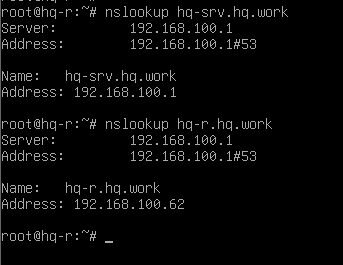 root@hq-r:~# nslookup hq-srv.hq.work
Server:         192.168.100.1
Address:        192.168.100.1#53
Name:   hq-srv.hq.work
Address: 192.168.100.1
root@hq-r:~# nslookup hq-r.hq.work
Server:         192.168.100.1
Address:        192.168.100.1#53
Name:   hq-r.hq.work
Address: 192.168.100.62
root@hq-r:~# _